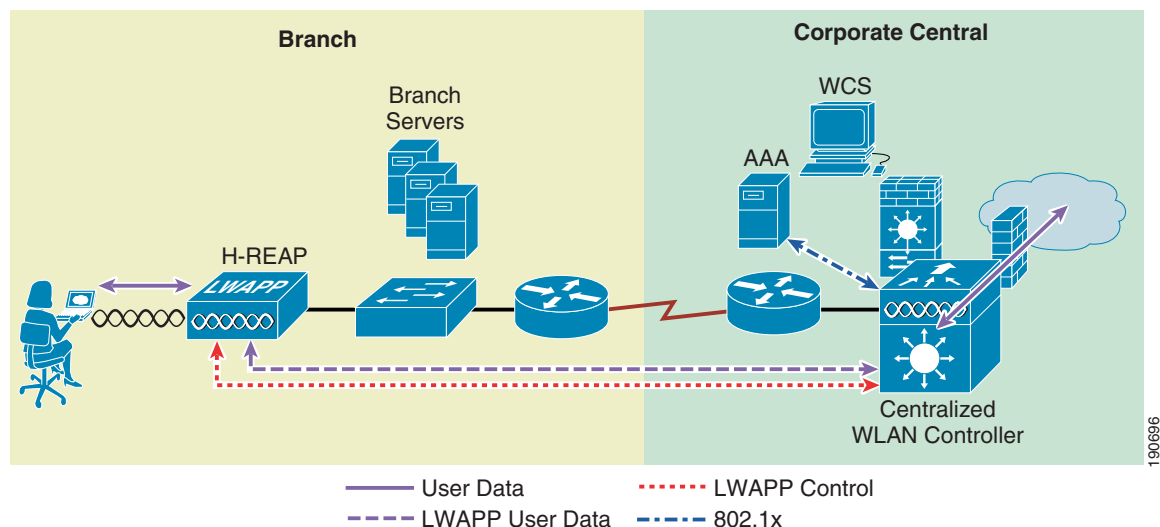 Branch
Corporate Central
WCS
Branch
Servers
AAA
H-REAP
LWAPP
Centralized
WLAN Controller
190696
User Data
LWAPP Control
LWAPP User Data
802.1x